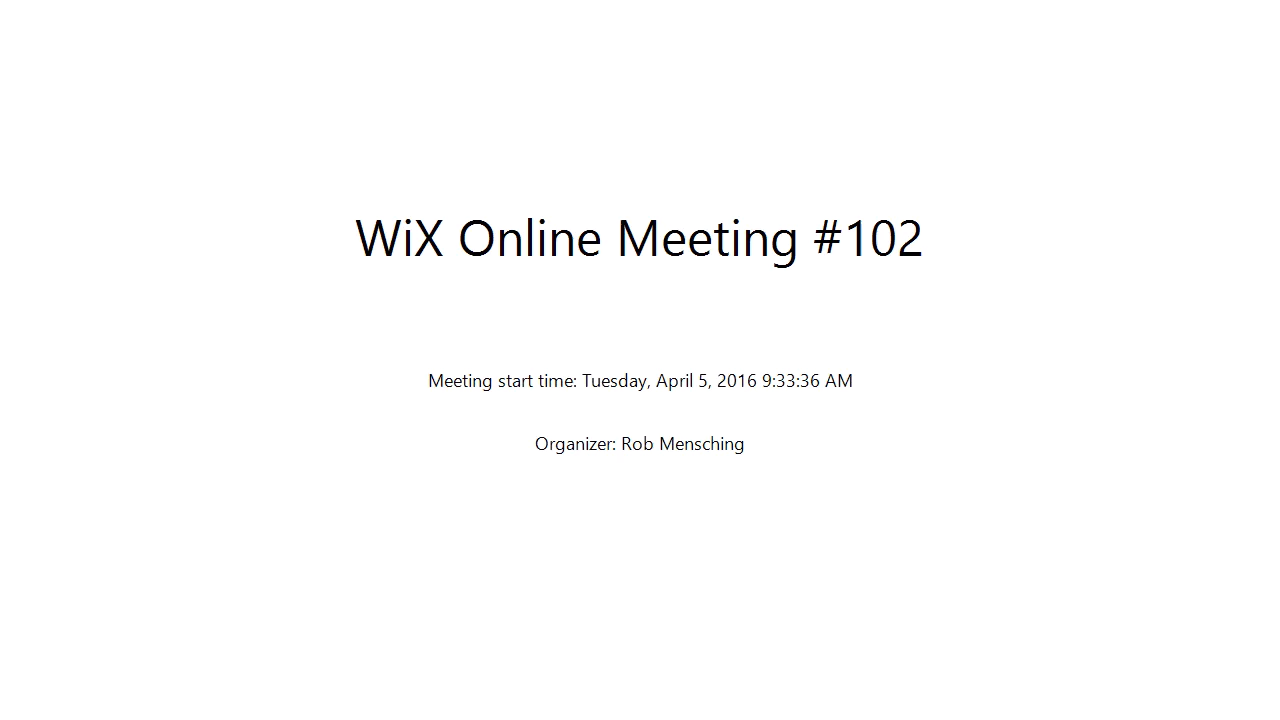 WiX Online Meeting #102
Meeting start time: Tuesday, April 5, 2016 9:33:36 AM
Organizer: Rob Mensching